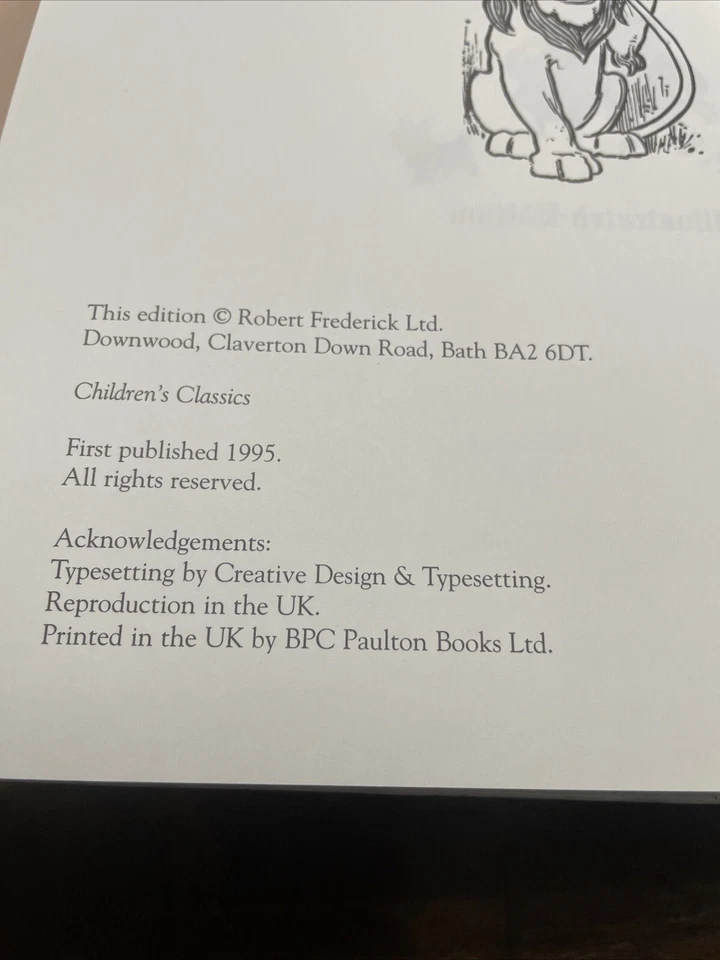 This edition © Robert Frederick Ltd.
Downwood, Claverton Down Road, Bath BA2 6DT.
Children's Classics
First published 1995.
All rights reserved.
Acknowledgements:
Typesetting by Creative Design & Typesetting.
Reproduction in the UK.
Printed in the UK by BPC Paulton Books Ltd.